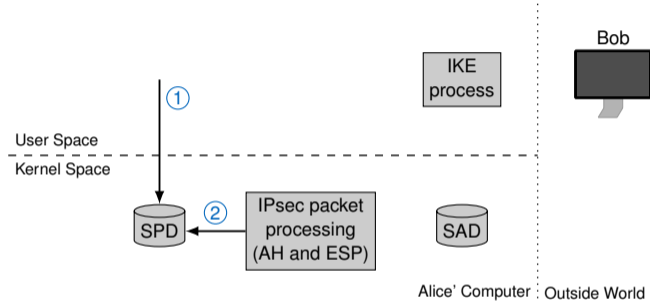 Bob
IKE
process
①
User Space
Kernel Space
②
IPsec packet
processing
(AH and ESP)
SPD
SAD
Alice' Computer
Outside World